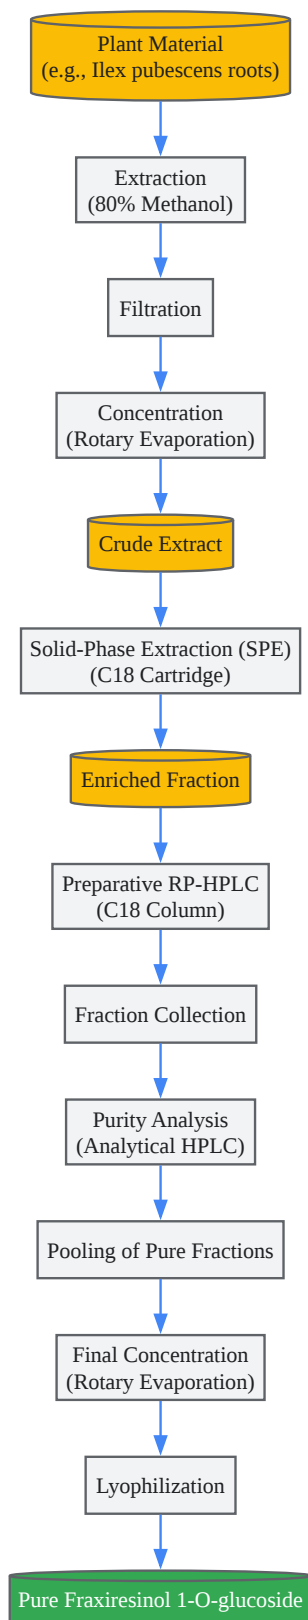 Plant Material
(e.g., Ilex pubescens roots)
Extraction
(80% Methanol)
Filtration
Concentration
(Rotary Evaporation)
Crude Extract
Solid-Phase Extraction (SPE)
(C18 Cartridge)
Enriched Fraction
Preparative RP-HPLC
(C18 Column)
Fraction Collection
Purity Analysis
(Analytical HPLC)
Pooling of Pure Fractions
Final Concentration
(Rotary Evaporation)
Lyophilization
Pure Fraxiresinol 1-O-glucoside